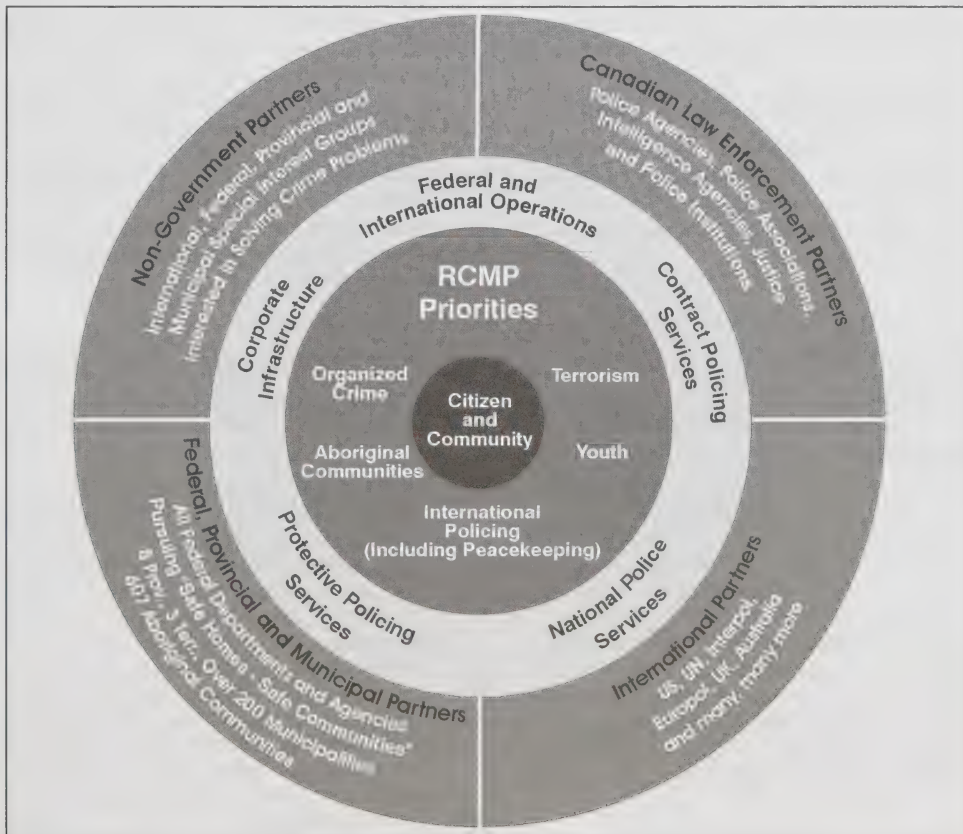 Non-Government Partners
International, Federal, Provincial and
Municipal Special Interest Groups
Interested in Solving Crime Problems
Canadian Law Enforcement Partners
Police Agencies, Police Associations,
Intelligence Agencies, Justice
and Police Institutions
Federal and
International Operations
Corporate
Infrastructure
Contract Policing
Services
RCMP
Priorities
Organized
Crime
Terrorism
Citizen
and
Community
Aboriginal
Communities
Youth
International
Policing
(Including Peacekeeping)
Protective Policing
Services
National Police
Services
Federal, Provincial and Municipal Partners
All Federal Departments and Agencies
Pursuing "Safe Homes - Safe Communities"
8 Prov., 3 Terr., Over 200 Municipalities
607 Aboriginal Communities
International Partners
US, UN, Interpol,
Europol, UK, Australia
and many, many more